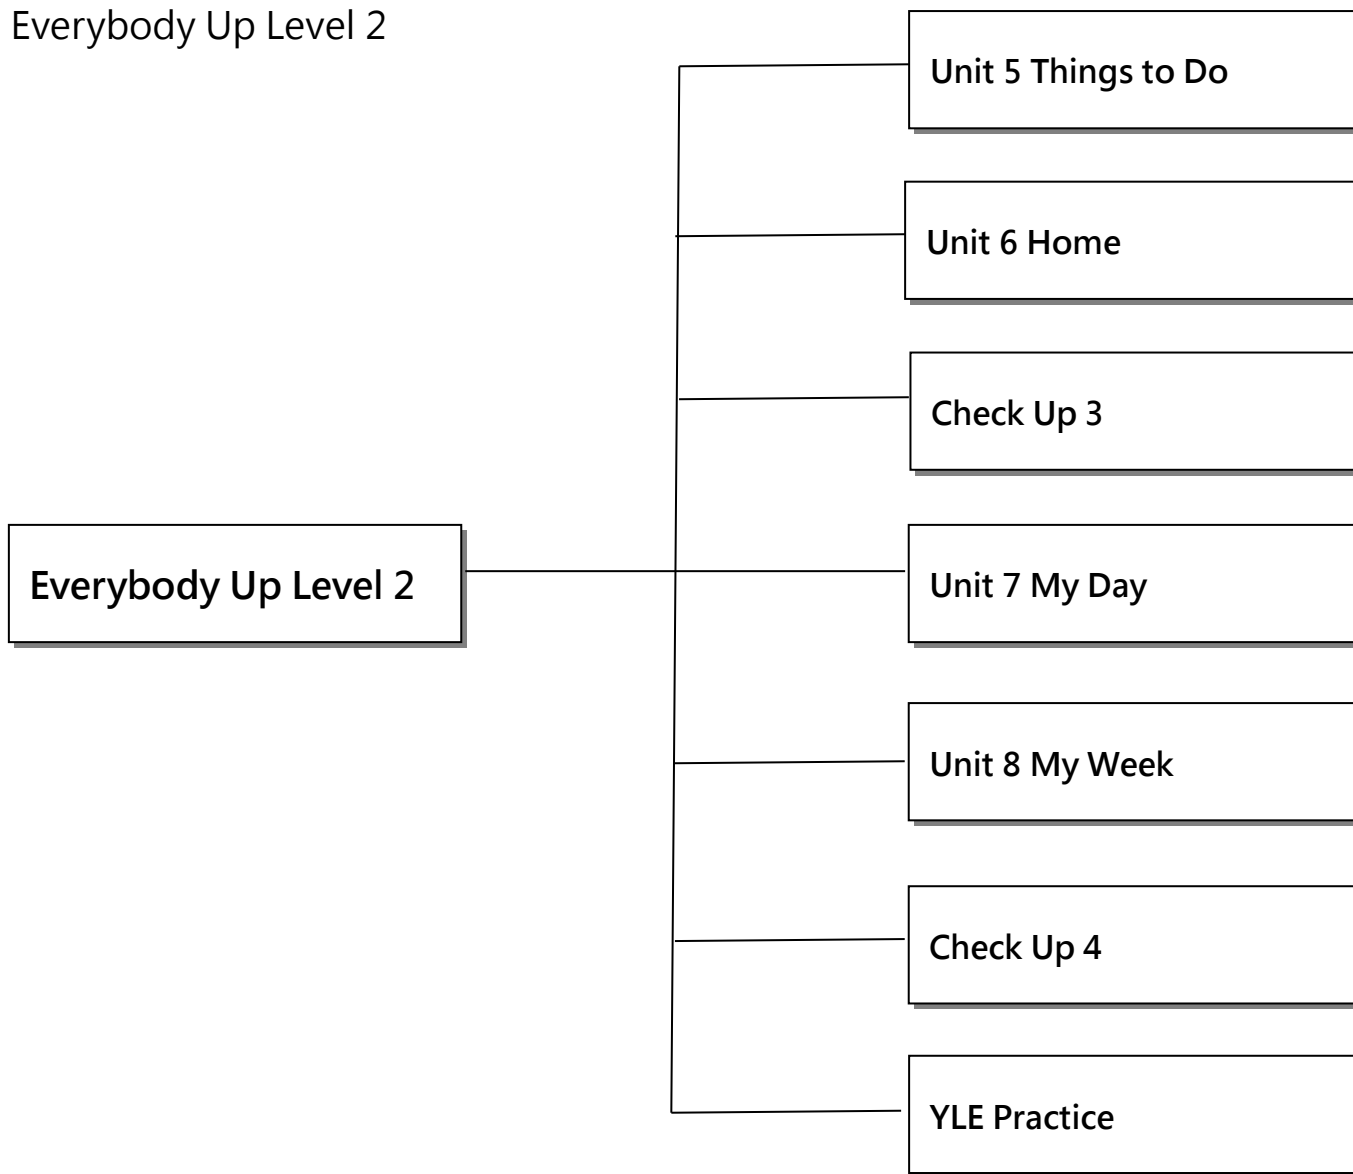 Everybody Up Level 2
Unit 5 Things to Do
Unit 6 Home
Check Up 3
Everybody Up Level 2
Unit 7 My Day
Unit 8 My Week
Check Up 4
YLE Practice